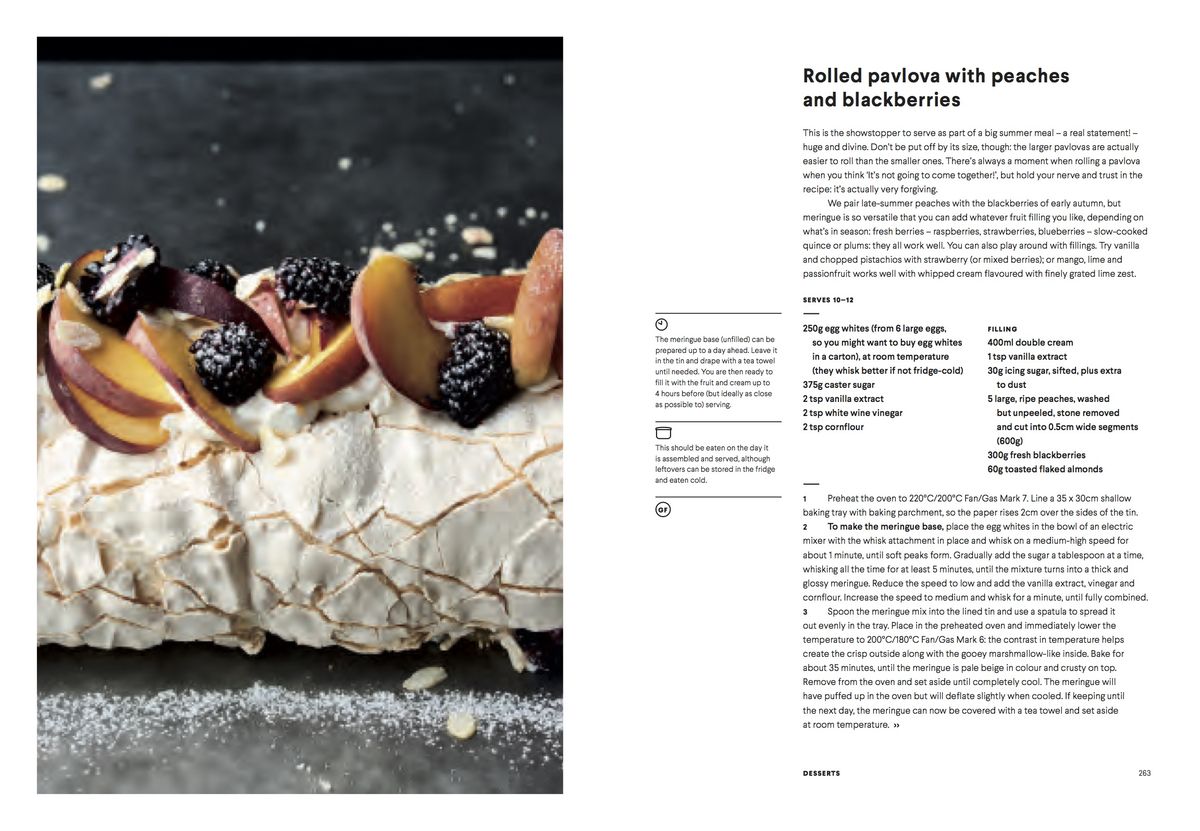 Rolled pavlova with peaches
and blackberries
This is the showstopper to serve as part of a big summer meal – a real statement! –
huge and divine. Don't be put off by its size, though: the larger pavlovas are actually
easier to roll than the smaller ones. There's always a moment when rolling a pavlova
when you think 'It's not going to come together!', but hold your nerve and trust in the
recipe: it's actually very forgiving.
We pair late-summer peaches with the blackberries of early autumn, but
meringue is so versatile that you can add whatever fruit filling you like, depending on
what's in season: fresh berries – raspberries, strawberries, blueberries – slow-cooked
quince or plums: they all work well. You can also play around with fillings. Try vanilla
and chopped pistachios with strawberry (or mixed berries); or mango, lime and
passionfruit works well with whipped cream flavoured with finely grated lime zest.
SERVES 10–12
The meringue base (unfilled) can be
prepared up to a day ahead. Leave it
in the tin and drape with a tea towel
until needed. You are then ready to
fill it with the fruit and cream up to
4 hours before (but ideally as close
as possible to) serving.
This should be eaten on the day it
is assembled and served, although
leftovers can be stored in the fridge
and eaten cold.
GF
250g egg whites (from 6 large eggs,
so you might want to buy egg whites
in a carton), at room temperature
(they whisk better if not fridge-cold)
375g caster sugar
2 tsp vanilla extract
2 tsp white wine vinegar
2 tsp cornflour
FILLING
400ml double cream
1 tsp vanilla extract
30g icing sugar, sifted, plus extra
to dust
5 large, ripe peaches, washed
but unpeeled, stone removed
and cut into 0.5cm wide segments
(600g)
300g fresh blackberries
60g toasted flaked almonds
1 Preheat the oven to 220°C/200°C Fan/Gas Mark 7. Line a 35 x 30cm shallow
baking tray with baking parchment, so the paper rises 2cm over the sides of the tin.
2 To make the meringue base, place the egg whites in the bowl of an electric
mixer with the whisk attachment in place and whisk on a medium-high speed for
about 1 minute, until soft peaks form. Gradually add the sugar a tablespoon at a time,
whisking all the time for at least 5 minutes, until the mixture turns into a thick and
glossy meringue. Reduce the speed to low and add the vanilla extract, vinegar and
cornflour. Increase the speed to medium and whisk for a minute, until fully combined.
3 Spoon the meringue mix into the lined tin and use a spatula to spread it
out evenly in the tray. Place in the preheated oven and immediately lower the
temperature to 200°C/180°C Fan/Gas Mark 6: the contrast in temperature helps
create the crisp outside along with the gooey marshmallow-like inside. Bake for
about 35 minutes, until the meringue is pale beige in colour and crusty on top.
Remove from the oven and set aside until completely cool. The meringue will
have puffed up in the oven but will deflate slightly when cooled. If keeping until
the next day, the meringue can now be covered with a tea towel and set aside
at room temperature. ››
DESSERTS
263